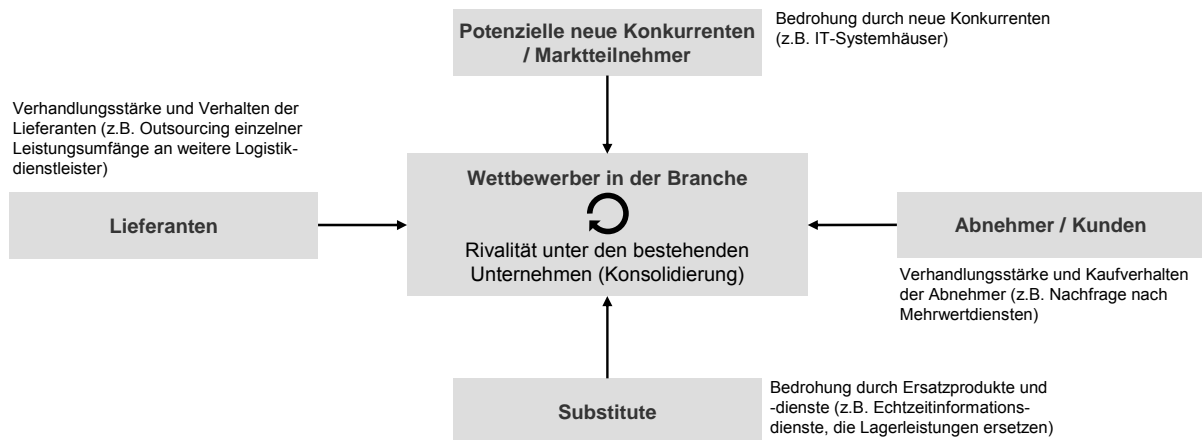 Potenzielle neue Konkurrenten
/ Marktteilnehmer
Bedrohung durch neue Konkurrenten
(z.B. IT-Systemhäuser)
Verhandlungsstärke und Verhalten der
Lieferanten (z.B. Outsourcing einzelner
Leistungsumfänge an weitere Logistik-
dienstleister)
Lieferanten
Wettbewerber in der Branche
Rivalität unter den bestehenden
Unternehmen (Konsolidierung)
Abnehmer / Kunden
Verhandlungsstärke und Kaufverhalten
der Abnehmer (z.B. Nachfrage nach
Mehrwertdiensten)
Substitute
Bedrohung durch Ersatzprodukte und
-dienste (z.B. Echtzeitinformations-
dienste, die Lagerleistungen ersetzen)